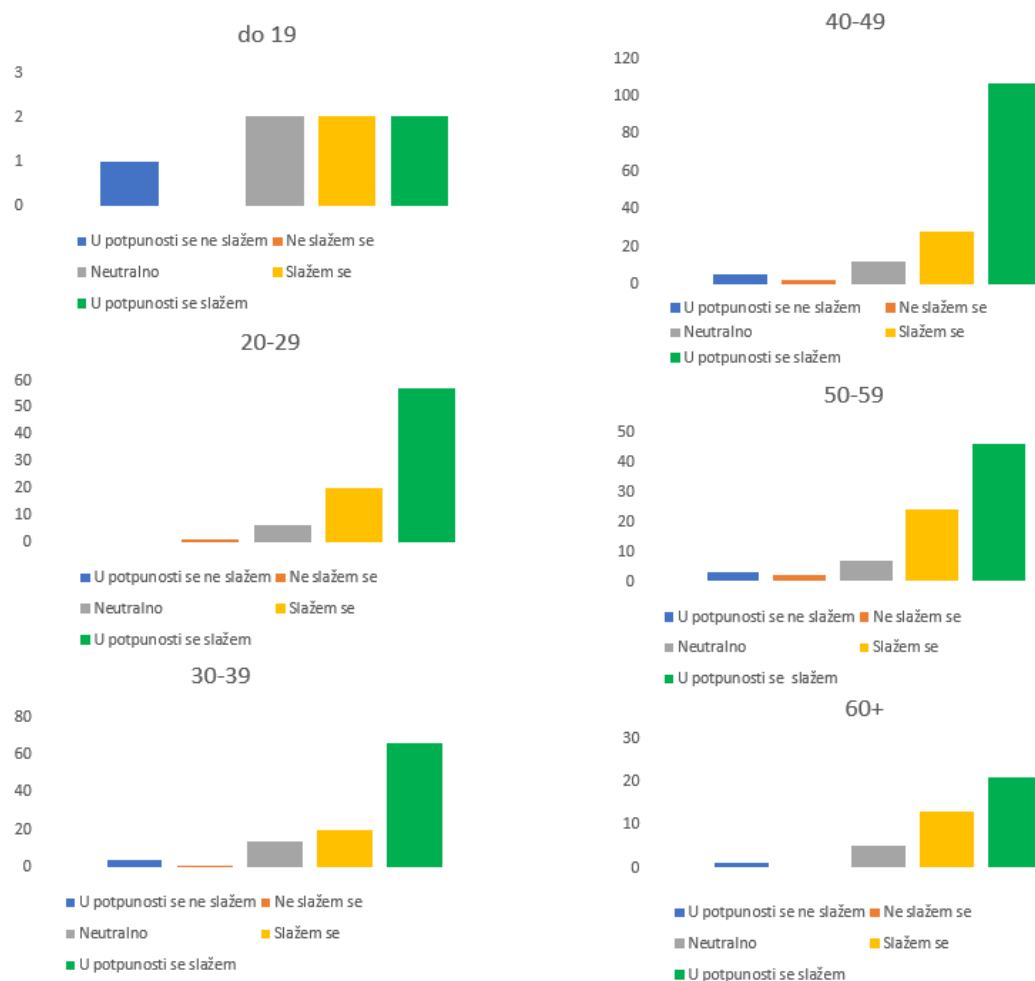 do 19
3
2
1
0
U potpunosti se ne slažem Ne slažem se
Neutralno Slažem se
U potpunosti se slažem
20-29
60
50
40
30
20
10
0
U potpunosti se ne slažem Ne slažem se
Neutralno Slažem se
U potpunosti se slažem
30-39
80
60
40
20
0
U potpunosti se ne slažem Ne slažem se
Neutralno Slažem se
U potpunosti se slažem
40-49
120
100
80
60
40
20
0
U potpunosti se ne slažem Ne slažem se
Neutralno Slažem se
U potpunosti se slažem
50-59
50
40
30
20
10
0
U potpunosti se ne slažem Ne slažem se
Neutralno Slažem se
U potpunosti se slažem
60+
30
20
10
0
U potpunosti se ne slažem Ne slažem se
Neutralno Slažem se
U potpunosti se slažem